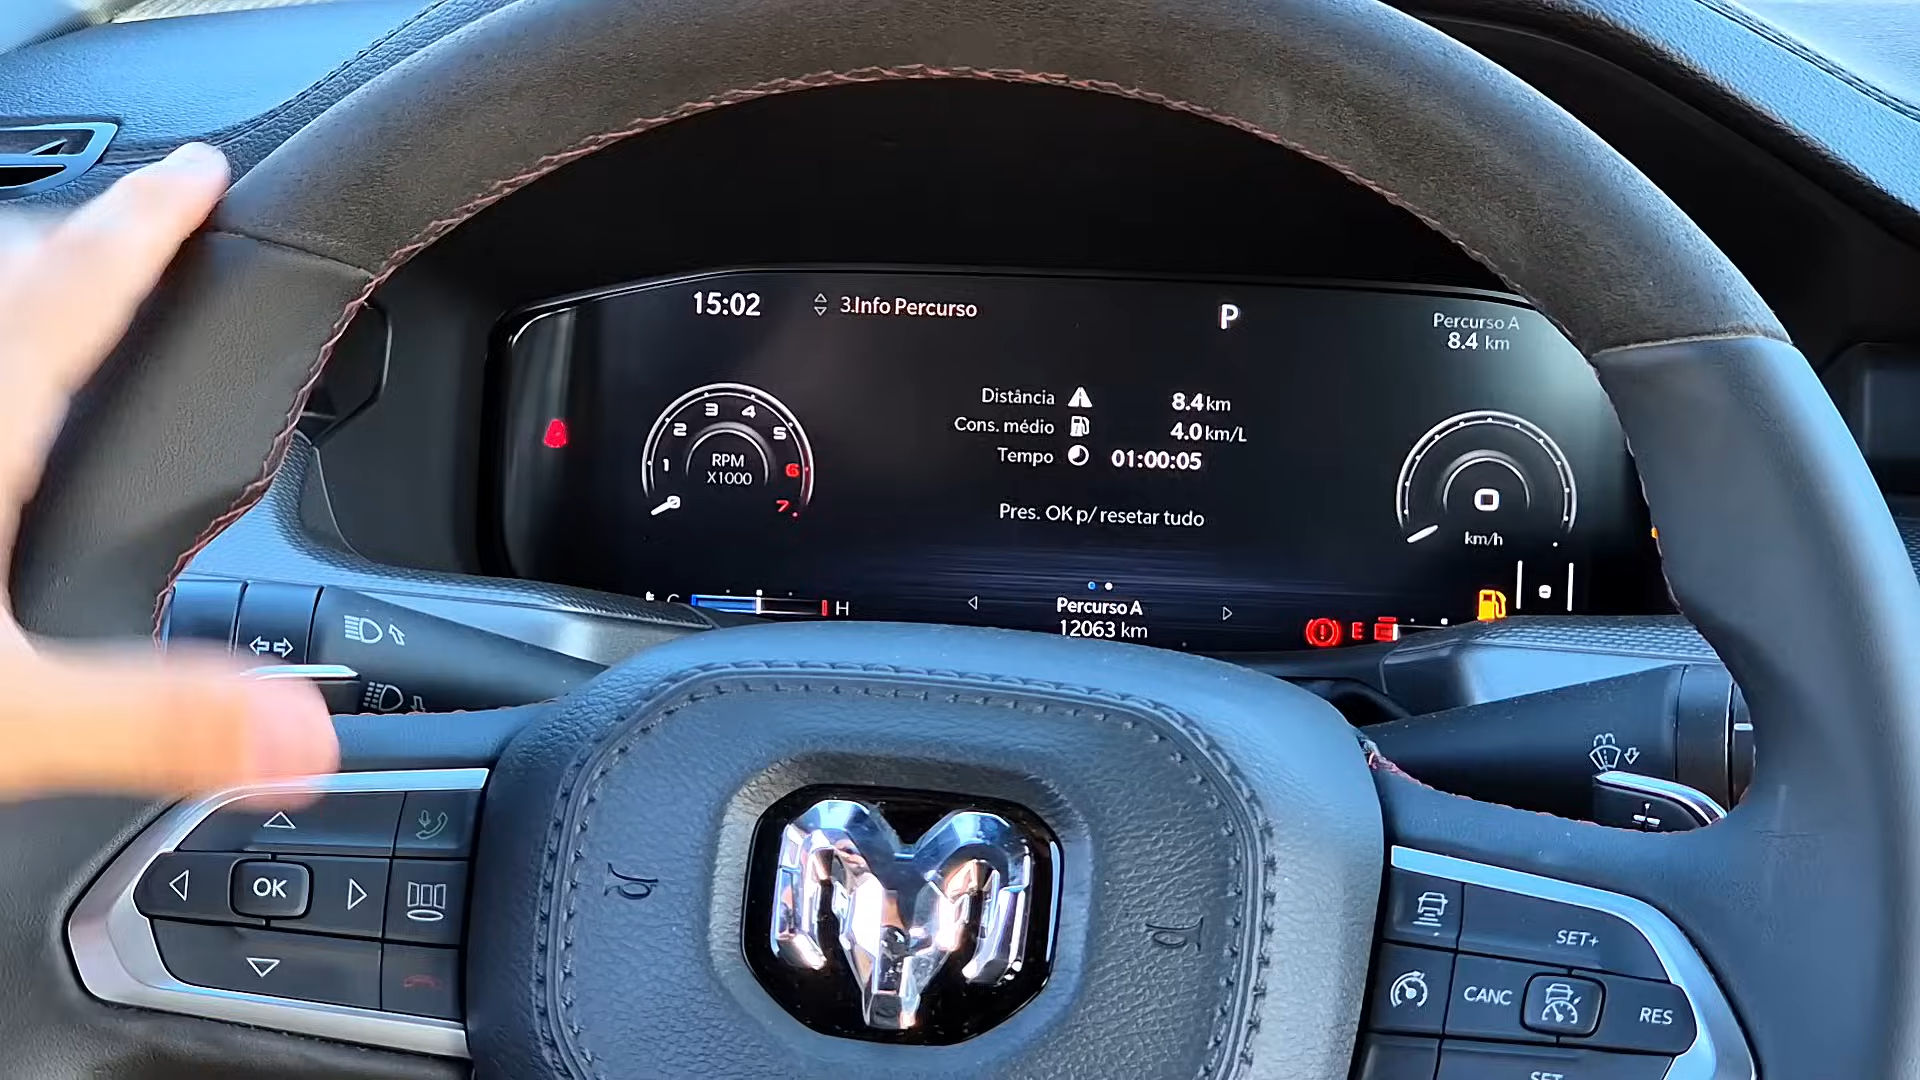 15:02
3.Info Percurso
P
Percurso A
8.4 km
Distância 8.4 km
Cons. médio 4.0 km/L
Tempo 01:00:05
Pres. OK p/ resetar tudo
1 2 3 4 5 6 7
RPM
X1000
0
km/h
C H
Percurso A
12063 km
E
OK
SET+
CANC
RES
SET